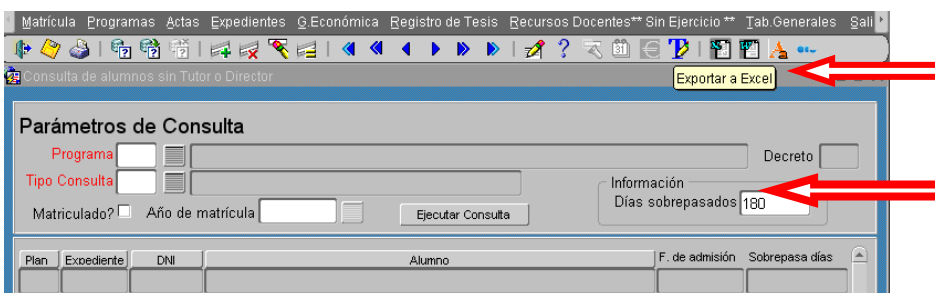 Matrícula Programas Actas Expedientes G.Económica Registro de Tesis Recursos Docentes** Sin Ejercicio ** Tab.Generales Sali
Consulta de alumnos sin Tutor o Director
Exportar a Excel
Parámetros de Consulta
Programa Decreto
Tipo Consulta Información
Matriculado? Año de matrícula Ejecutar Consulta Días sobrepasados 180
Plan Expediente DNI Alumno F. de admisión Sobrepasa días